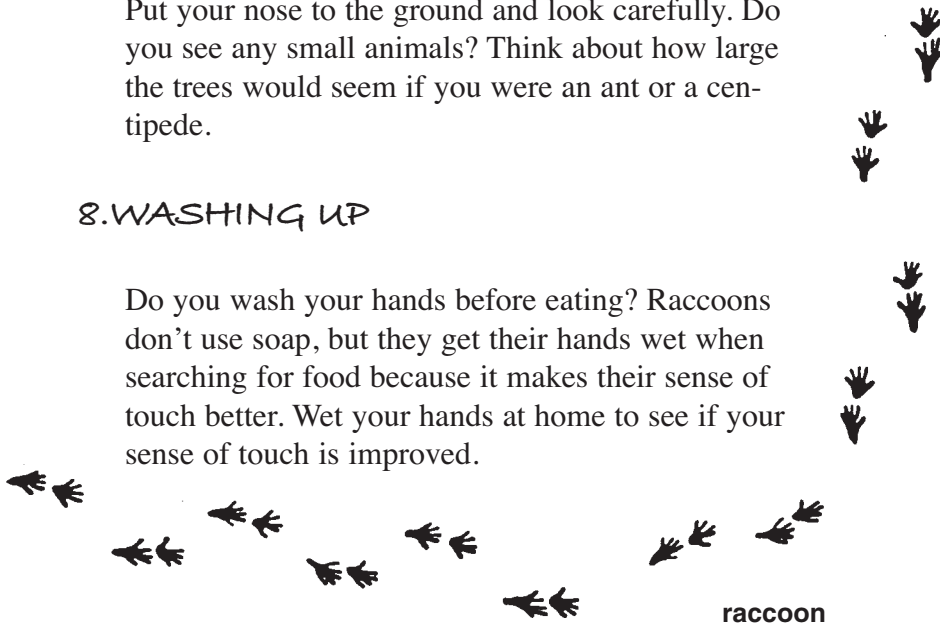 Put your nose to the ground and look carefully. Do
you see any small animals? Think about how large
the trees would seem if you were an ant or a cen-
tipede.
8.WASHING UP
Do you wash your hands before eating? Raccoons
don’t use soap, but they get their hands wet when
searching for food because it makes their sense of
touch better. Wet your hands at home to see if your
sense of touch is improved.
raccoon